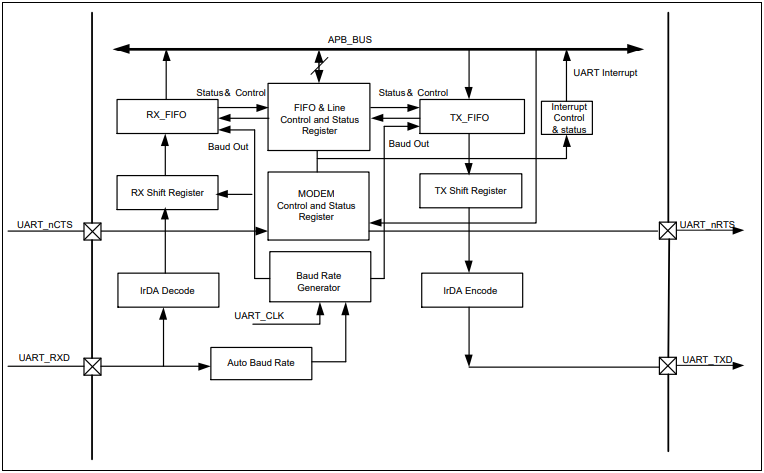 APB_BUS
UART Interrupt
Status & Control
Status & Control
RX_FIFO
FIFO & Line
Control and Status
Register
TX_FIFO
Interrupt
Control
& status
Baud Out
Baud Out
RX Shift Register
MODEM
Control and Status
Register
TX Shift Register
UART_nCTS
UART_nRTS
IrDA Decode
Baud Rate
Generator
IrDA Encode
UART_CLK
UART_RXD
Auto Baud Rate
UART_TXD